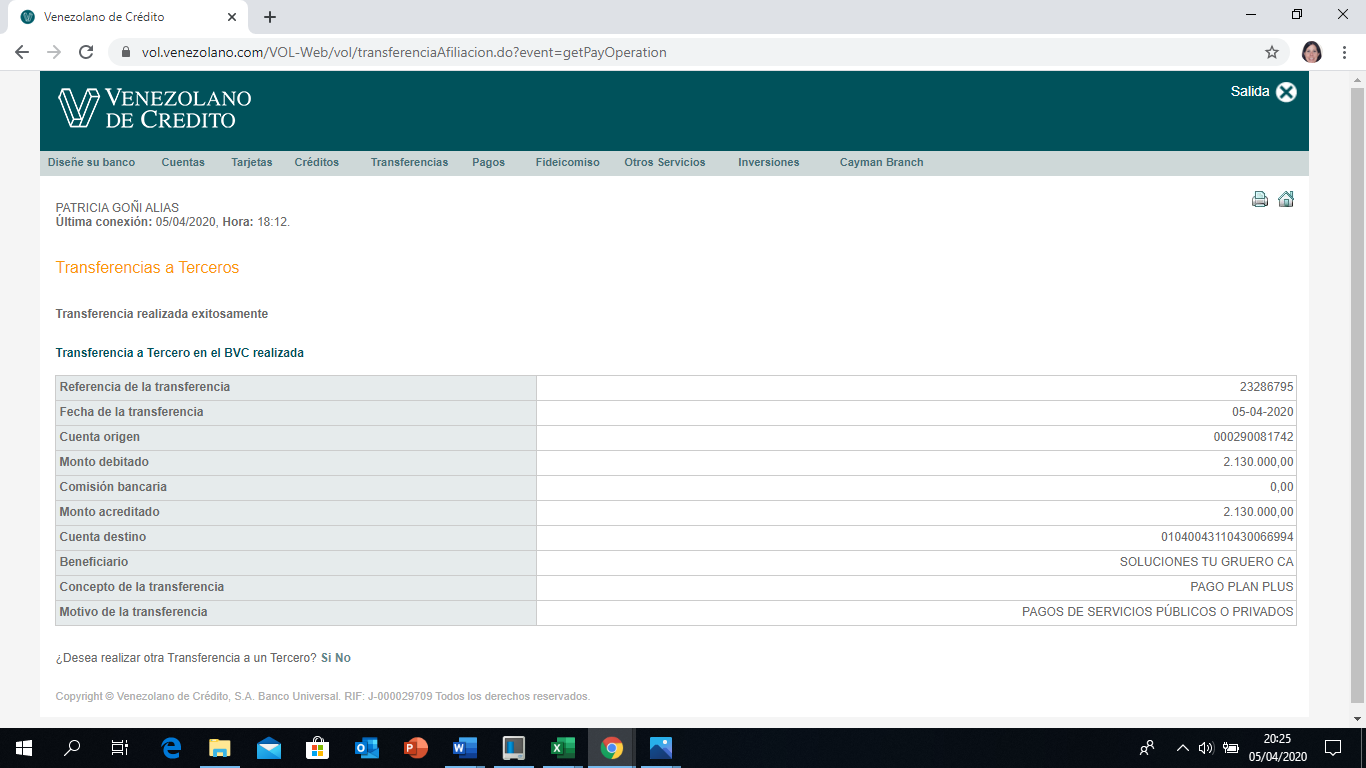 Venezolano de Crédito
vol.venezolano.com/VOL-Web/vol/transferenciaAfiliacion.do?event=getPayOperation
VENEZOLANO
DE CREDITO
Salida
Diseñe su banco Cuentas Tarjetas Créditos Transferencias Pagos Fideicomiso Otros Servicios Inversiones Cayman Branch
PATRICIA GOÑI ALIAS
Última conexión: 05/04/2020, Hora: 18:12.
Transferencias a Terceros
Transferencia realizada exitosamente
Transferencia a Tercero en el BVC realizada
Referencia de la transferencia 23286795
Fecha de la transferencia 05-04-2020
Cuenta origen 000290081742
Monto debitado 2.130.000,00
Comisión bancaria 0,00
Monto acreditado 2.130.000,00
Cuenta destino 01040043110430066994
Beneficiario SOLUCIONES TU GRUERO CA
Concepto de la transferencia PAGO PLAN PLUS
Motivo de la transferencia PAGOS DE SERVICIOS PÚBLICOS O PRIVADOS
¿Desea realizar otra Transferencia a un Tercero? Si No
Copyright © Venezolano de Crédito, S.A. Banco Universal. RIF: J-000029709 Todos los derechos reservados.
20:25
05/04/2020